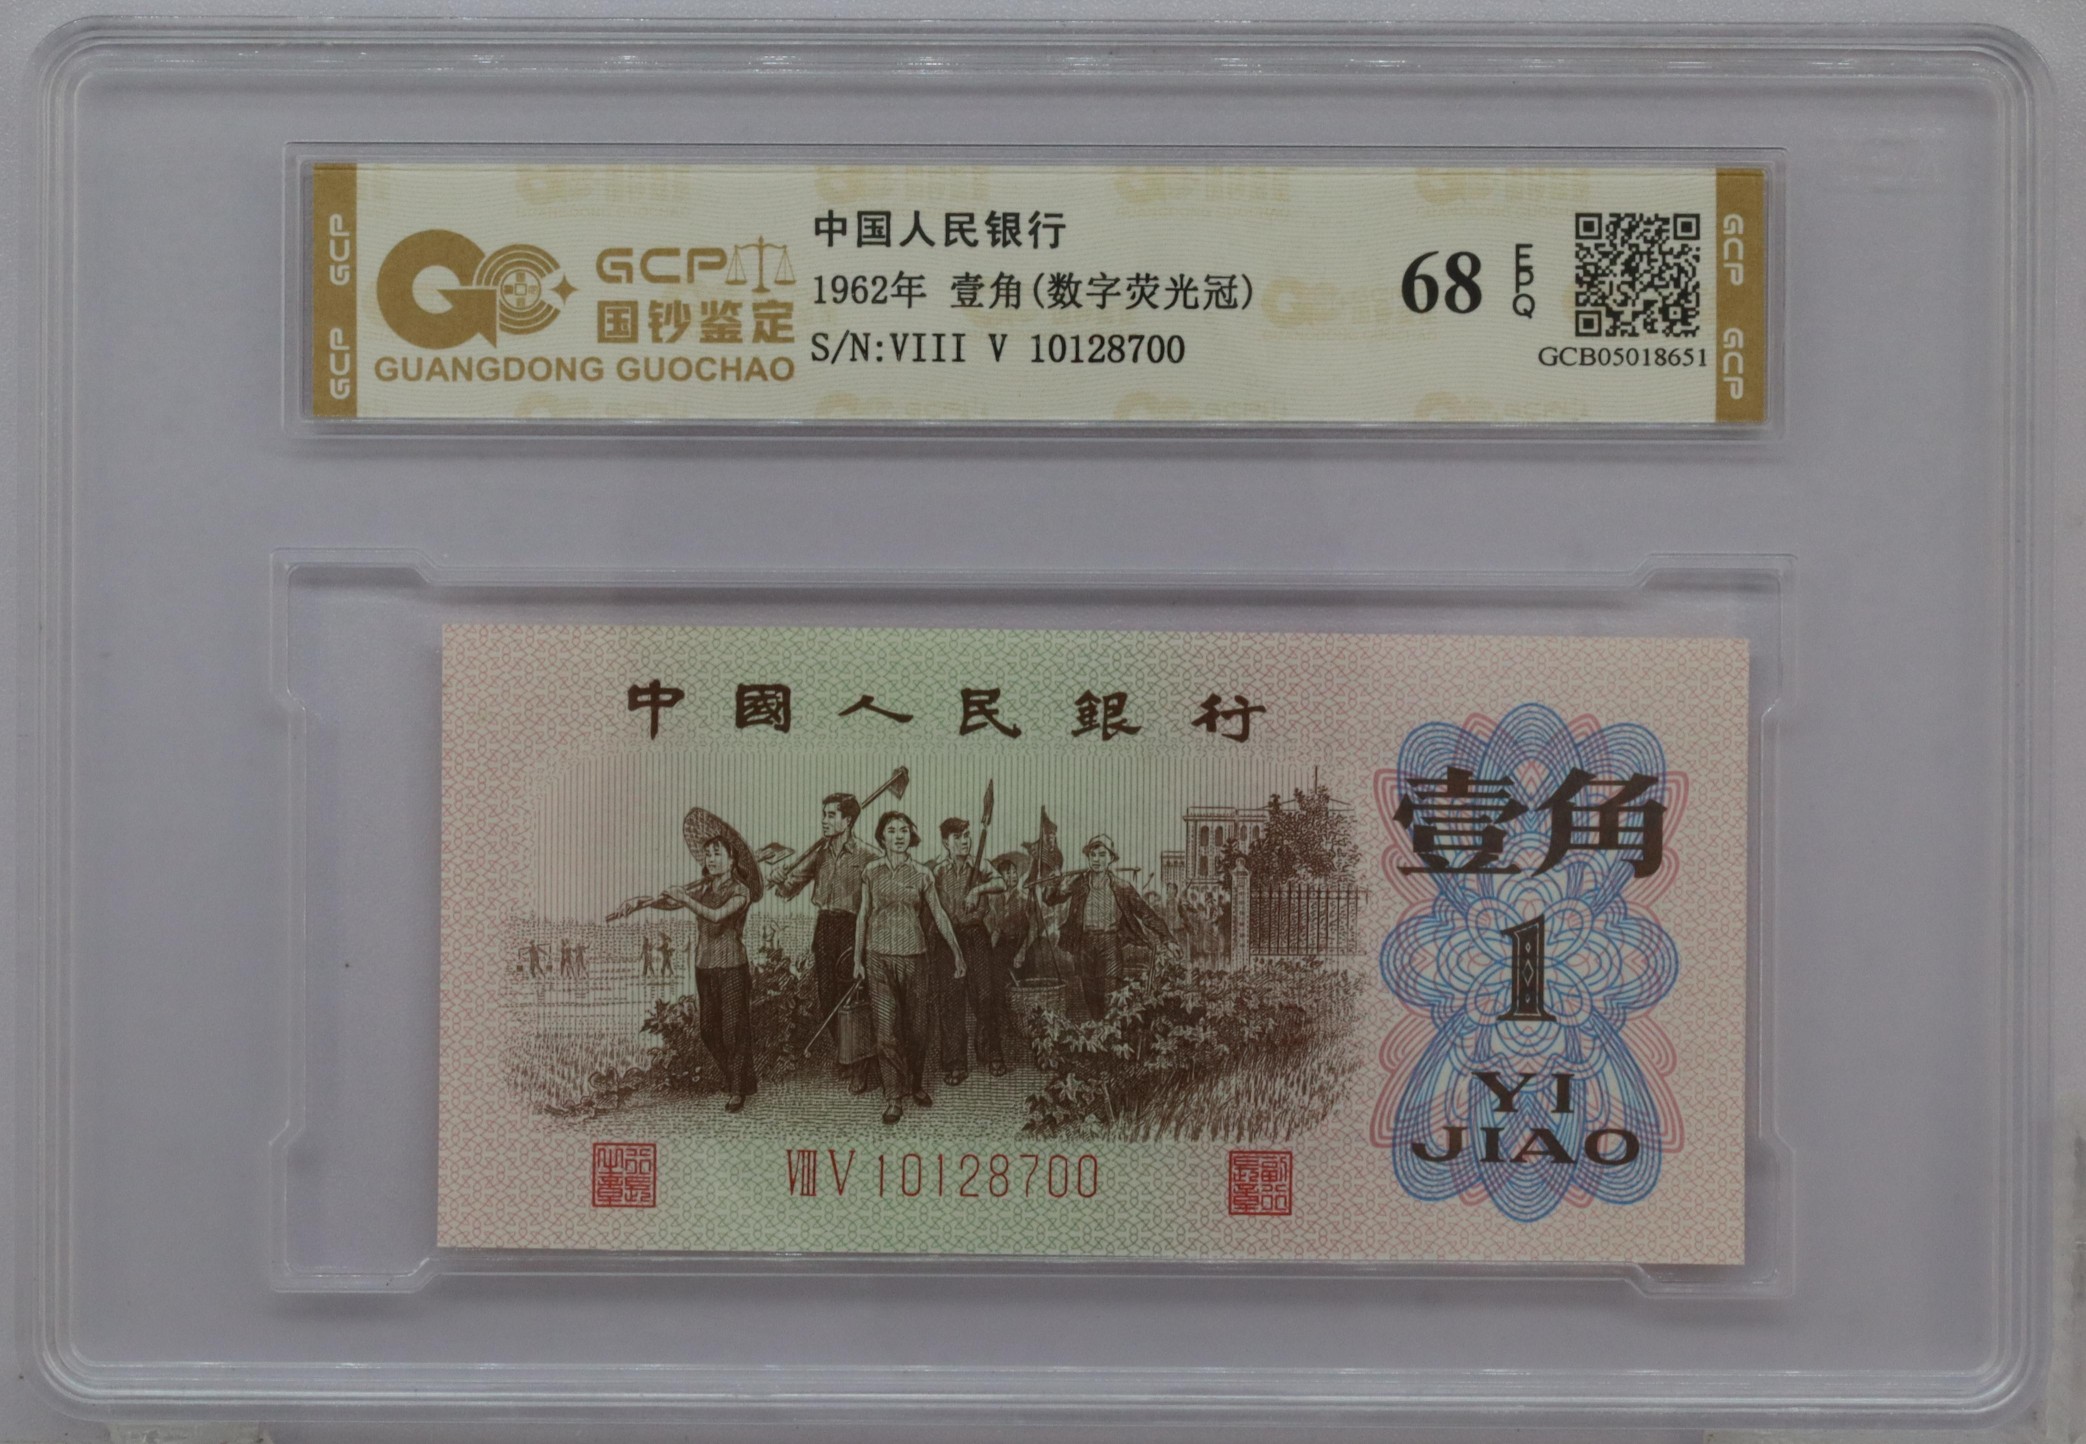 GCP
GCP
GCP
国钞鉴定
GUANGDONG GUOCHAO
中国人民银行
1962年 壹角(数字荧光冠)
S/N:VIII V 10128700
68
EPQ
GCB05018651
GCP
GCP
中國人民銀行
壹角
1
YI
JIAO
VIII V 10128700